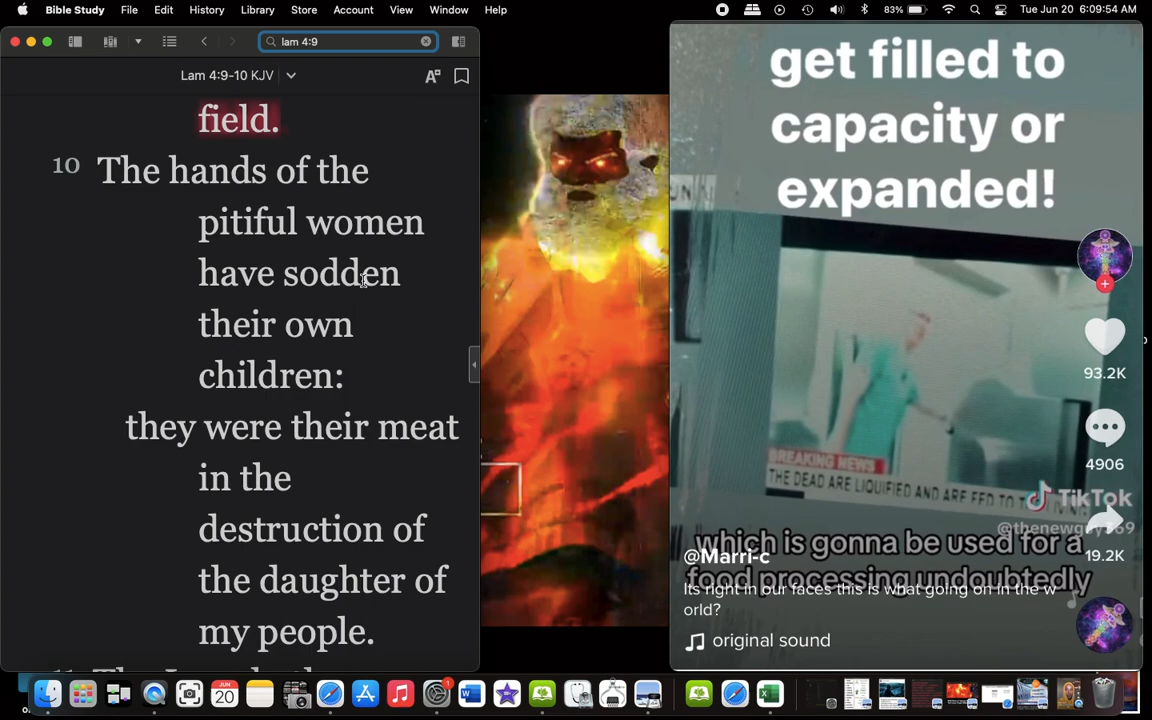 Bible Study File Edit History Library Store Account View Window Help 83% Tue Jun 20 6:09:54 AM
lam 4:9
Lam 4:9-10 KJV
field.
10 The hands of the
pitiful women
have sodden
their own
children:
they were their meat
in the
destruction of
the daughter of
my people.
get filled to
capacity or
expanded!
93.2K
4906
BREAKING NEWS
THE DEAD ARE LIQUIFIED AND ARE FED TO
TikTok
19.2K
which is gonna be used for a
@Marri-c
food processing undoubtedly
Its right in our faces this is what going on in the w
orld?
original sound
JUN
20
1